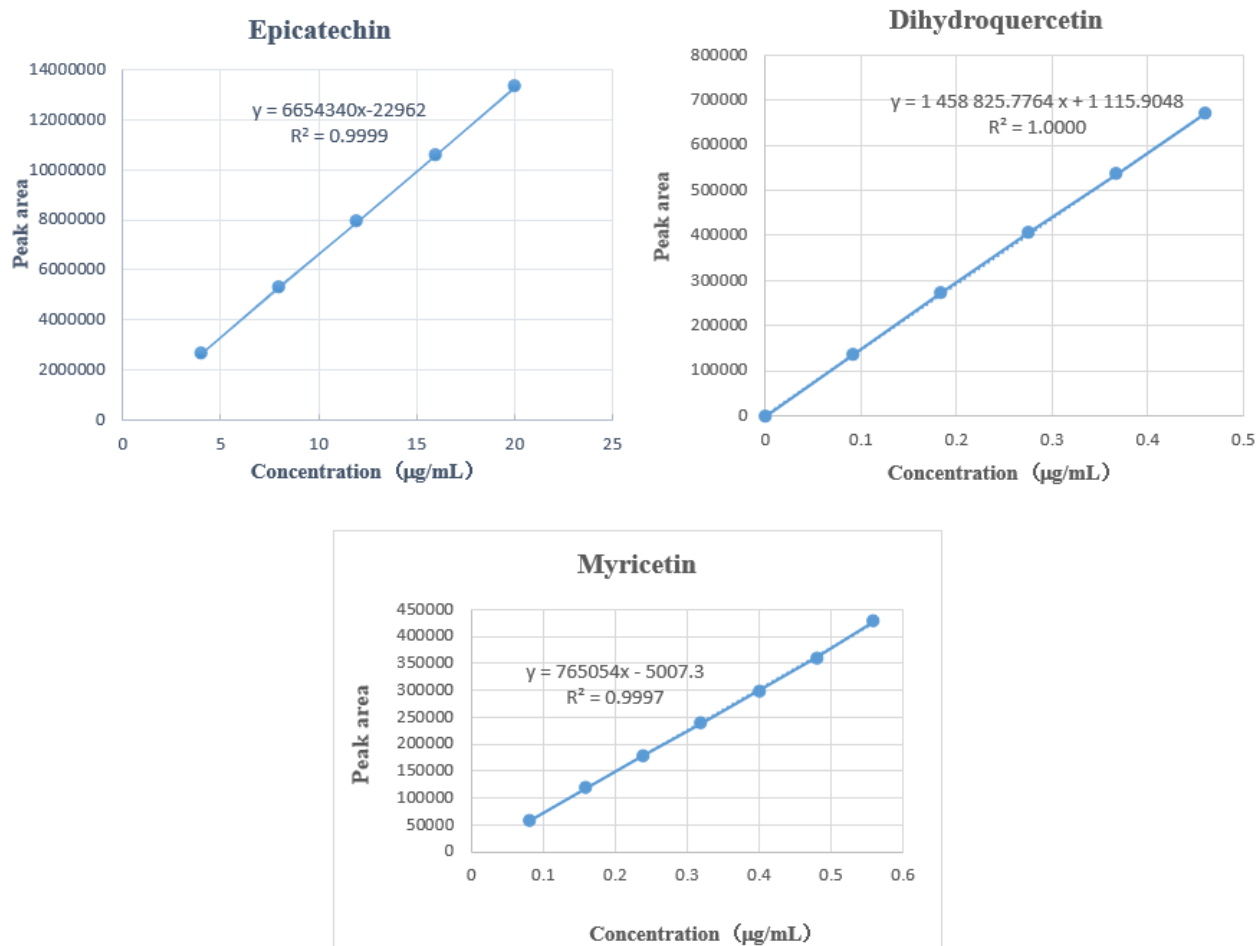 Epicatechin
14000000
12000000
10000000
8000000
6000000
4000000
2000000
0
Peak area
y = 6654340x-22962
R² = 0.9999
0 5 10 15 20 25
Concentration（μg/mL）
Dihydroquercetin
800000
700000
600000
500000
400000
300000
200000
100000
0
Peak area
y = 1 458 825.7764 x + 1 115.9048
R² = 1.0000
0 0.1 0.2 0.3 0.4 0.5
Concentration（μg/mL）
Myricetin
450000
400000
350000
300000
250000
200000
150000
100000
50000
0
Peak area
y = 765054x - 5007.3
R² = 0.9997
0 0.1 0.2 0.3 0.4 0.5 0.6
Concentration（μg/mL）